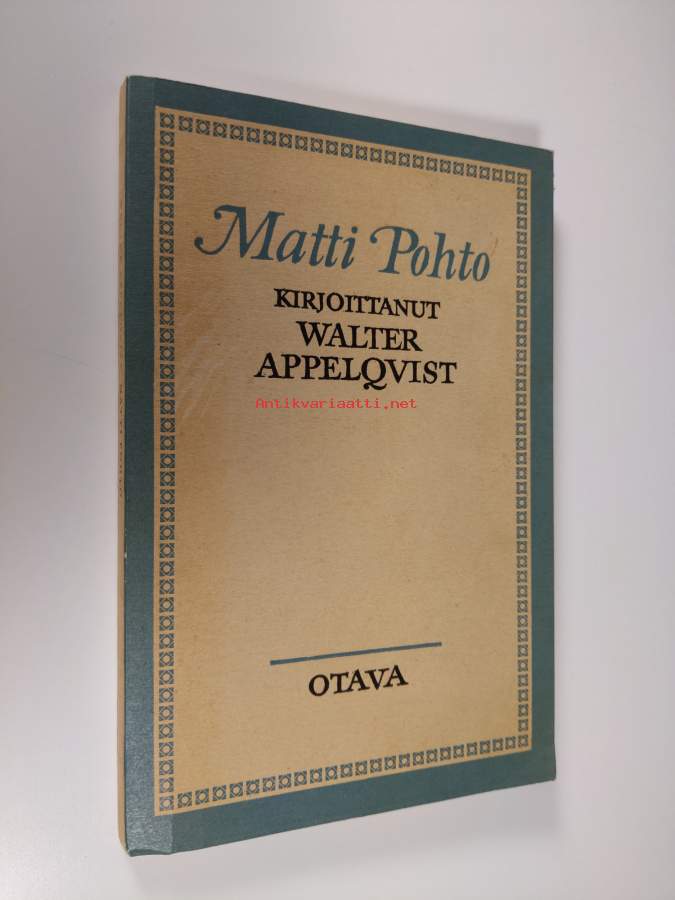 Matti Pohto
KIRJOITTANUT
WALTER
APPELQVIST
Antikvariaatti.net
OTAVA